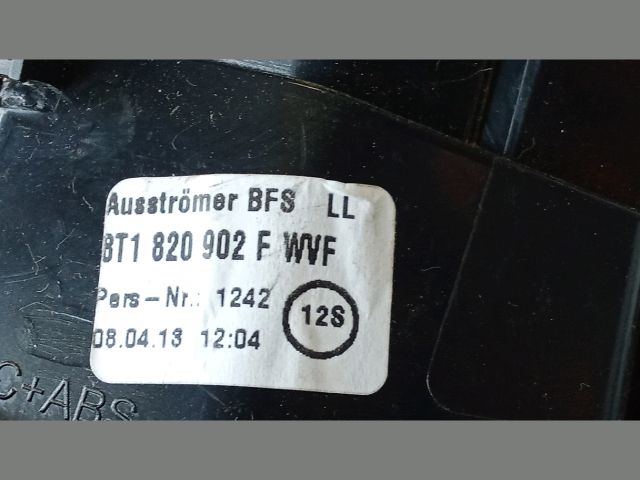 Ausströmer BFS LL
8T1 820 902 F WVF
Pers-Nr.: 1242
12S
08.04.13 12:04
C+ABS